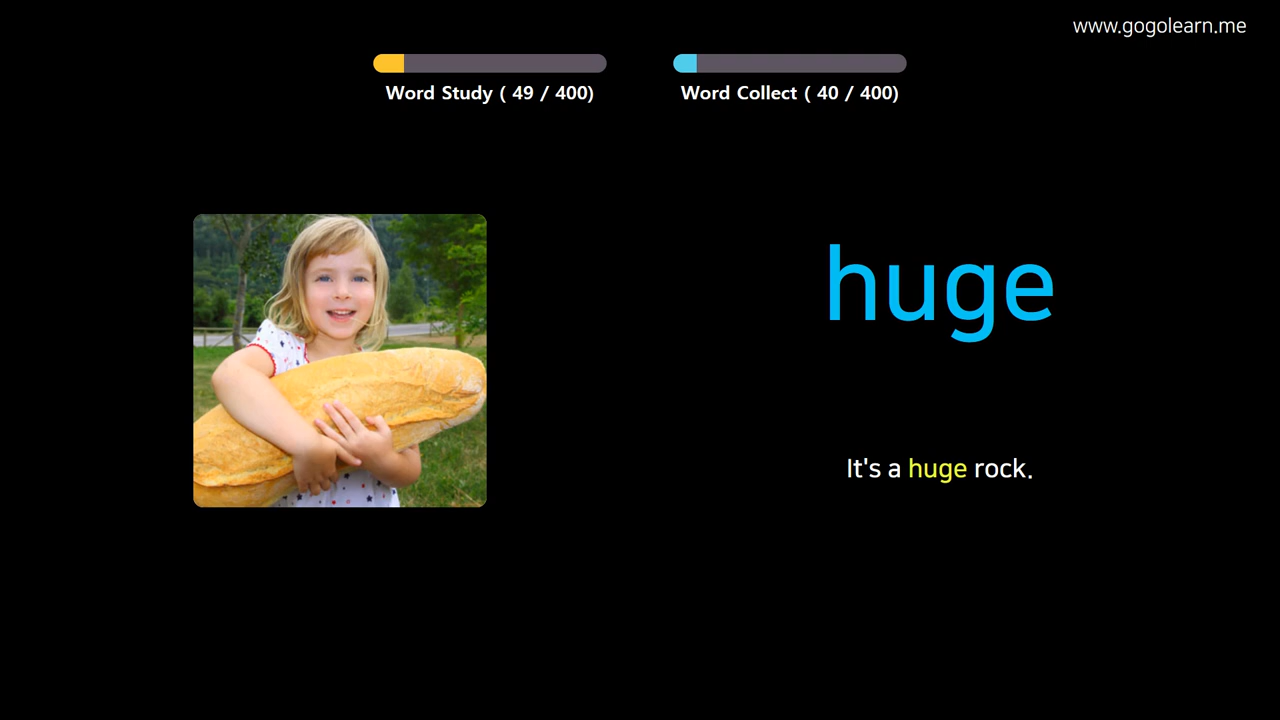 www.gogolearn.me
Word Study ( 49 / 400)
Word Collect ( 40 / 400)
huge
It's a huge rock.